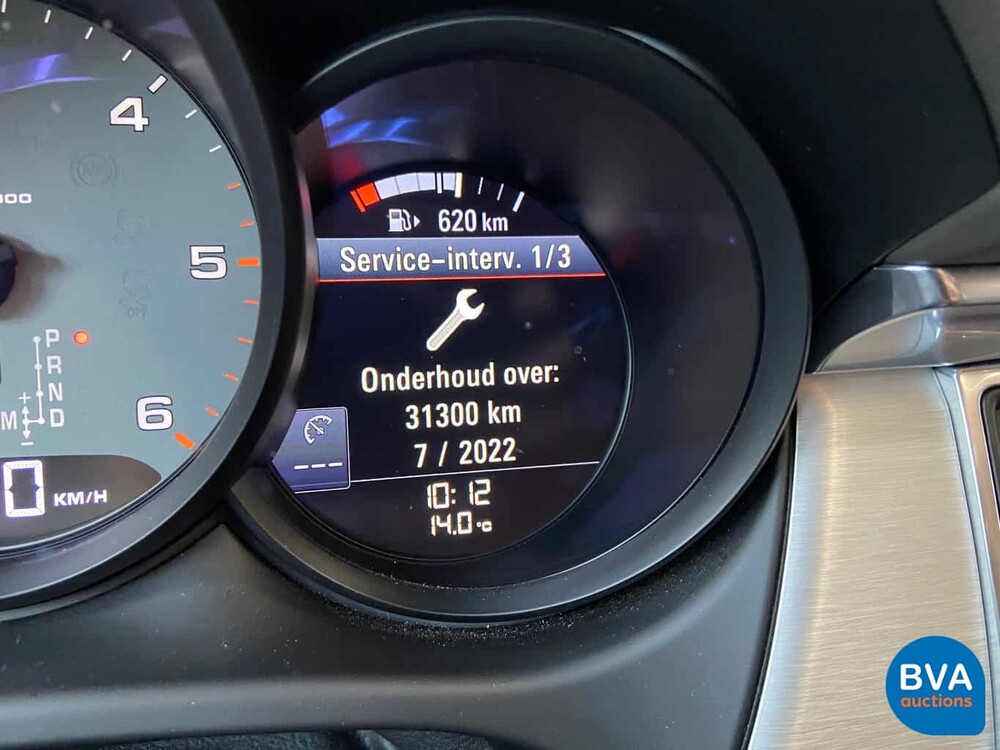 4
5
6
P
R
N
M D
+
-
0 KM/H
620 km
Service-interv. 1/3
Onderhoud over:
31300 km
7 / 2022
---
10:12
14.0 °C
BVA
auctions